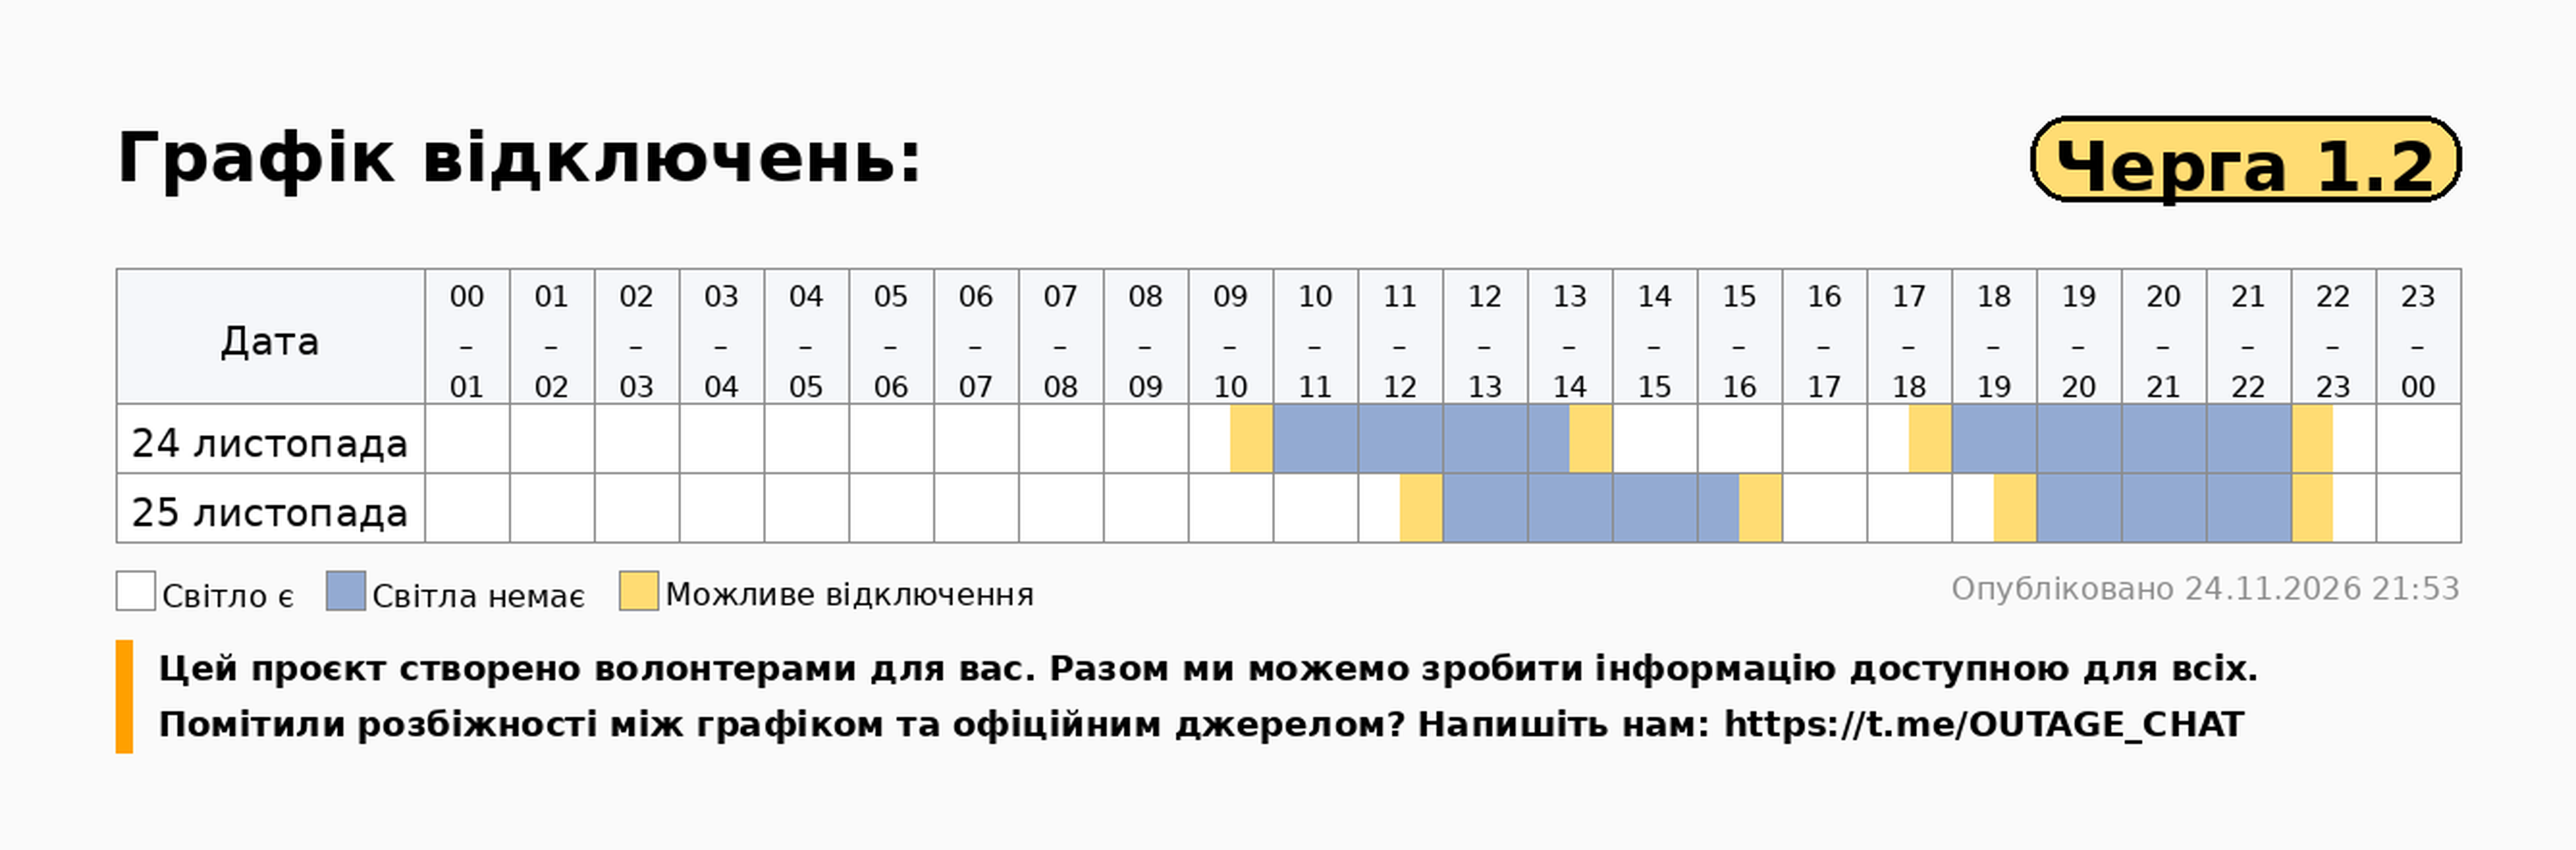 Графік відключень:
Черга 1.2
Дата 00 – 01 01 – 02 02 – 03 03 – 04 04 – 05 05 – 06 06 – 07 07 – 08 08 – 09 09 – 10 10 – 11 11 – 12 12 – 13 13 – 14 14 – 15 15 – 16 16 – 17 17 – 18 18 – 19 19 – 20 20 – 21 21 – 22 22 – 23 23 – 00
24 листопада
25 листопада
Світло є Світла немає Можливе відключення
Опубліковано 24.11.2026 21:53
Цей проєкт створено волонтерами для вас. Разом ми можемо зробити інформацію доступною для всіх.
Помітили розбіжності між графіком та офіційним джерелом? Напишіть нам: https://t.me/OUTAGE_CHAT